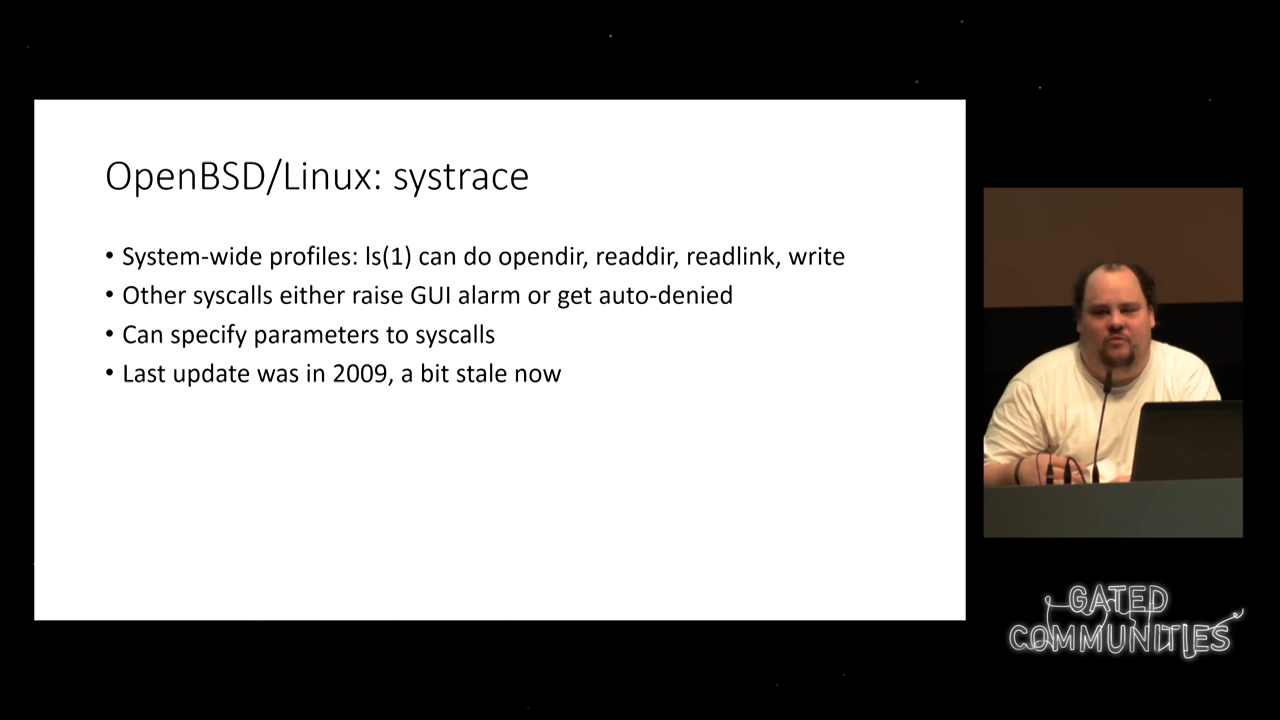 OpenBSD/Linux: systrace
• System-wide profiles: ls(1) can do opendir, readdir, readlink, write
• Other syscalls either raise GUI alarm or get auto-denied
• Can specify parameters to syscalls
• Last update was in 2009, a bit stale now
GATED
COMMUNITIES